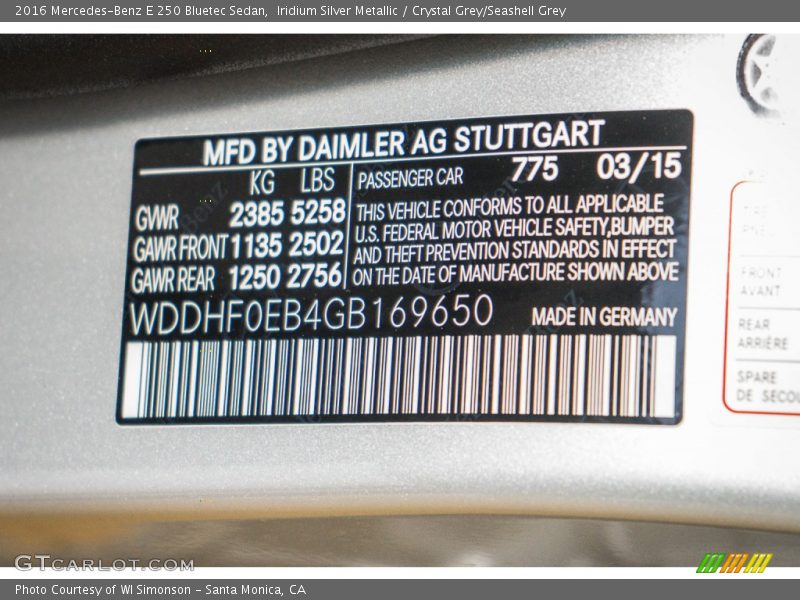 2016 Mercedes-Benz E 250 Bluetec Sedan, Iridium Silver Metallic / Crystal Grey/Seashell Grey
MFD BY DAIMLER AG STUTTGART
KG LBS PASSENGER CAR 775 03/15
GWR 2385 5258
GAWR FRONT 1135 2502
GAWR REAR 1250 2756
THIS VEHICLE CONFORMS TO ALL APPLICABLE
U.S. FEDERAL MOTOR VEHICLE SAFETY,BUMPER
AND THEFT PREVENTION STANDARDS IN EFFECT
ON THE DATE OF MANUFACTURE SHOWN ABOVE
WDDHF0EB4GB169650 MADE IN GERMANY
FRONT
AVANT
REAR
ARRIÈRE
SPARE
DE SECOU
GTCARLOT.COM
Photo Courtesy of WI Simonson - Santa Monica, CA